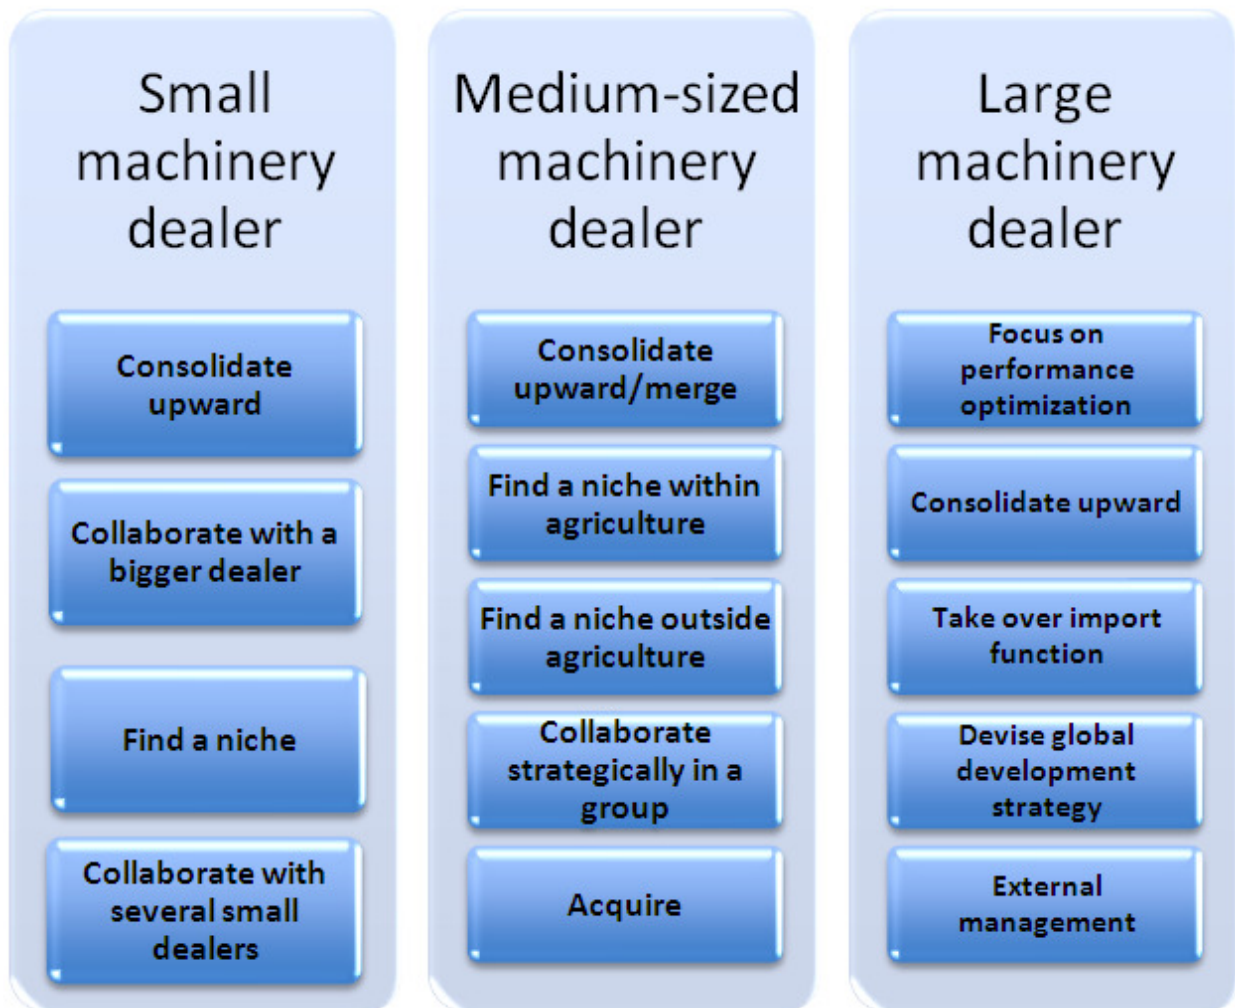 Small
machinery
dealer
Consolidate
upward
Collaborate with a
bigger dealer
Find a niche
Collaborate with
several small
dealers
Medium-sized
machinery
dealer
Consolidate
upward/merge
Find a niche within
agriculture
Find a niche outside
agriculture
Collaborate
strategically in a
group
Acquire
Large
machinery
dealer
Focus on
performance
optimization
Consolidate upward
Take over import
function
Devise global
development
strategy
External
management